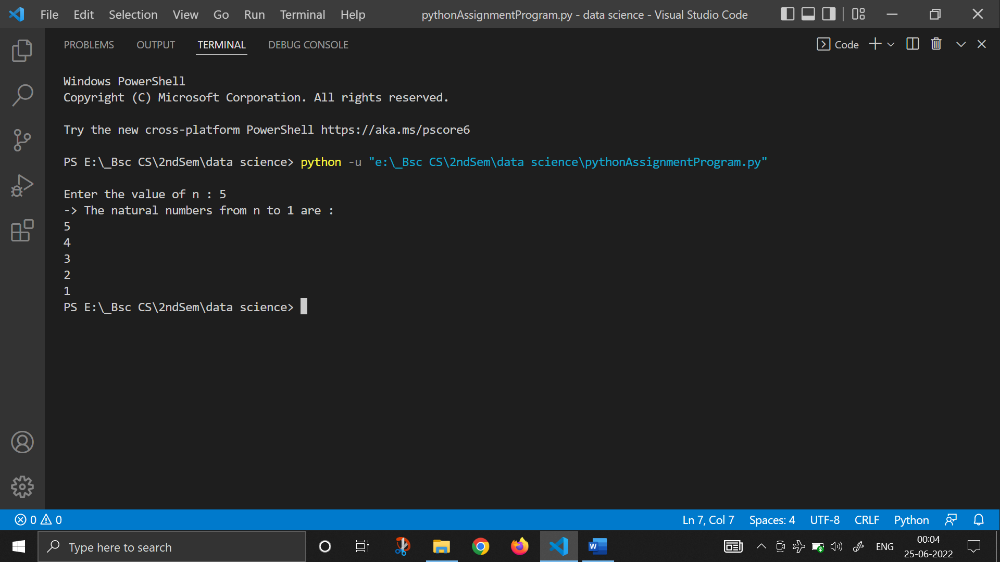 File Edit Selection View Go Run Terminal Help pythonAssignmentProgram.py - data science - Visual Studio Code
PROBLEMS OUTPUT TERMINAL DEBUG CONSOLE Code
Windows PowerShell
Copyright (C) Microsoft Corporation. All rights reserved.
Try the new cross-platform PowerShell https://aka.ms/pscore6
PS E:\_Bsc CS\2ndSem\data science> python -u "e:\_Bsc CS\2ndSem\data science\pythonAssignmentProgram.py"
Enter the value of n : 5
-> The natural numbers from n to 1 are :
5
4
3
2
1
PS E:\_Bsc CS\2ndSem\data science>
0 0 Ln 7, Col 7 Spaces: 4 UTF-8 CRLF Python
Type here to search W ENG 00:04
25-06-2022